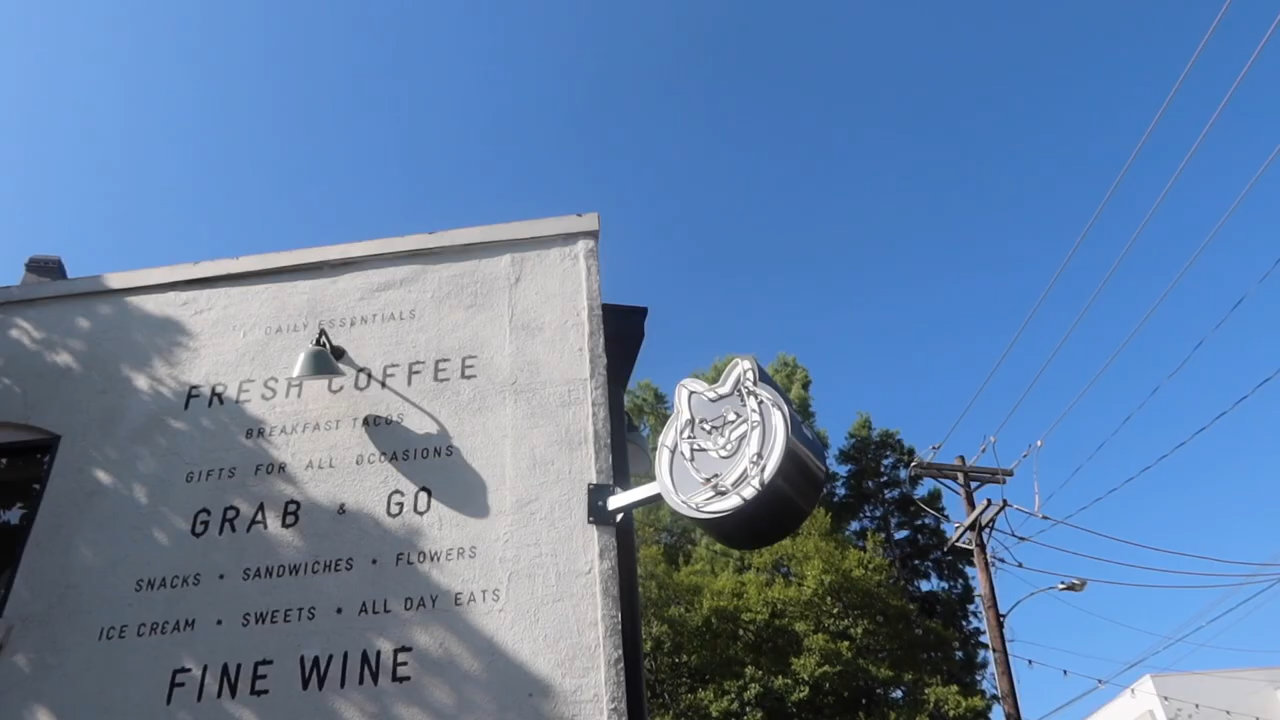 DAILY ESSENTIALS
FRESH COFFEE
BREAKFAST TACOS
GIFTS FOR ALL OCCASIONS
GRAB & GO
SNACKS • SANDWICHES • FLOWERS
ICE CREAM • SWEETS • ALL DAY EATS
FINE WINE